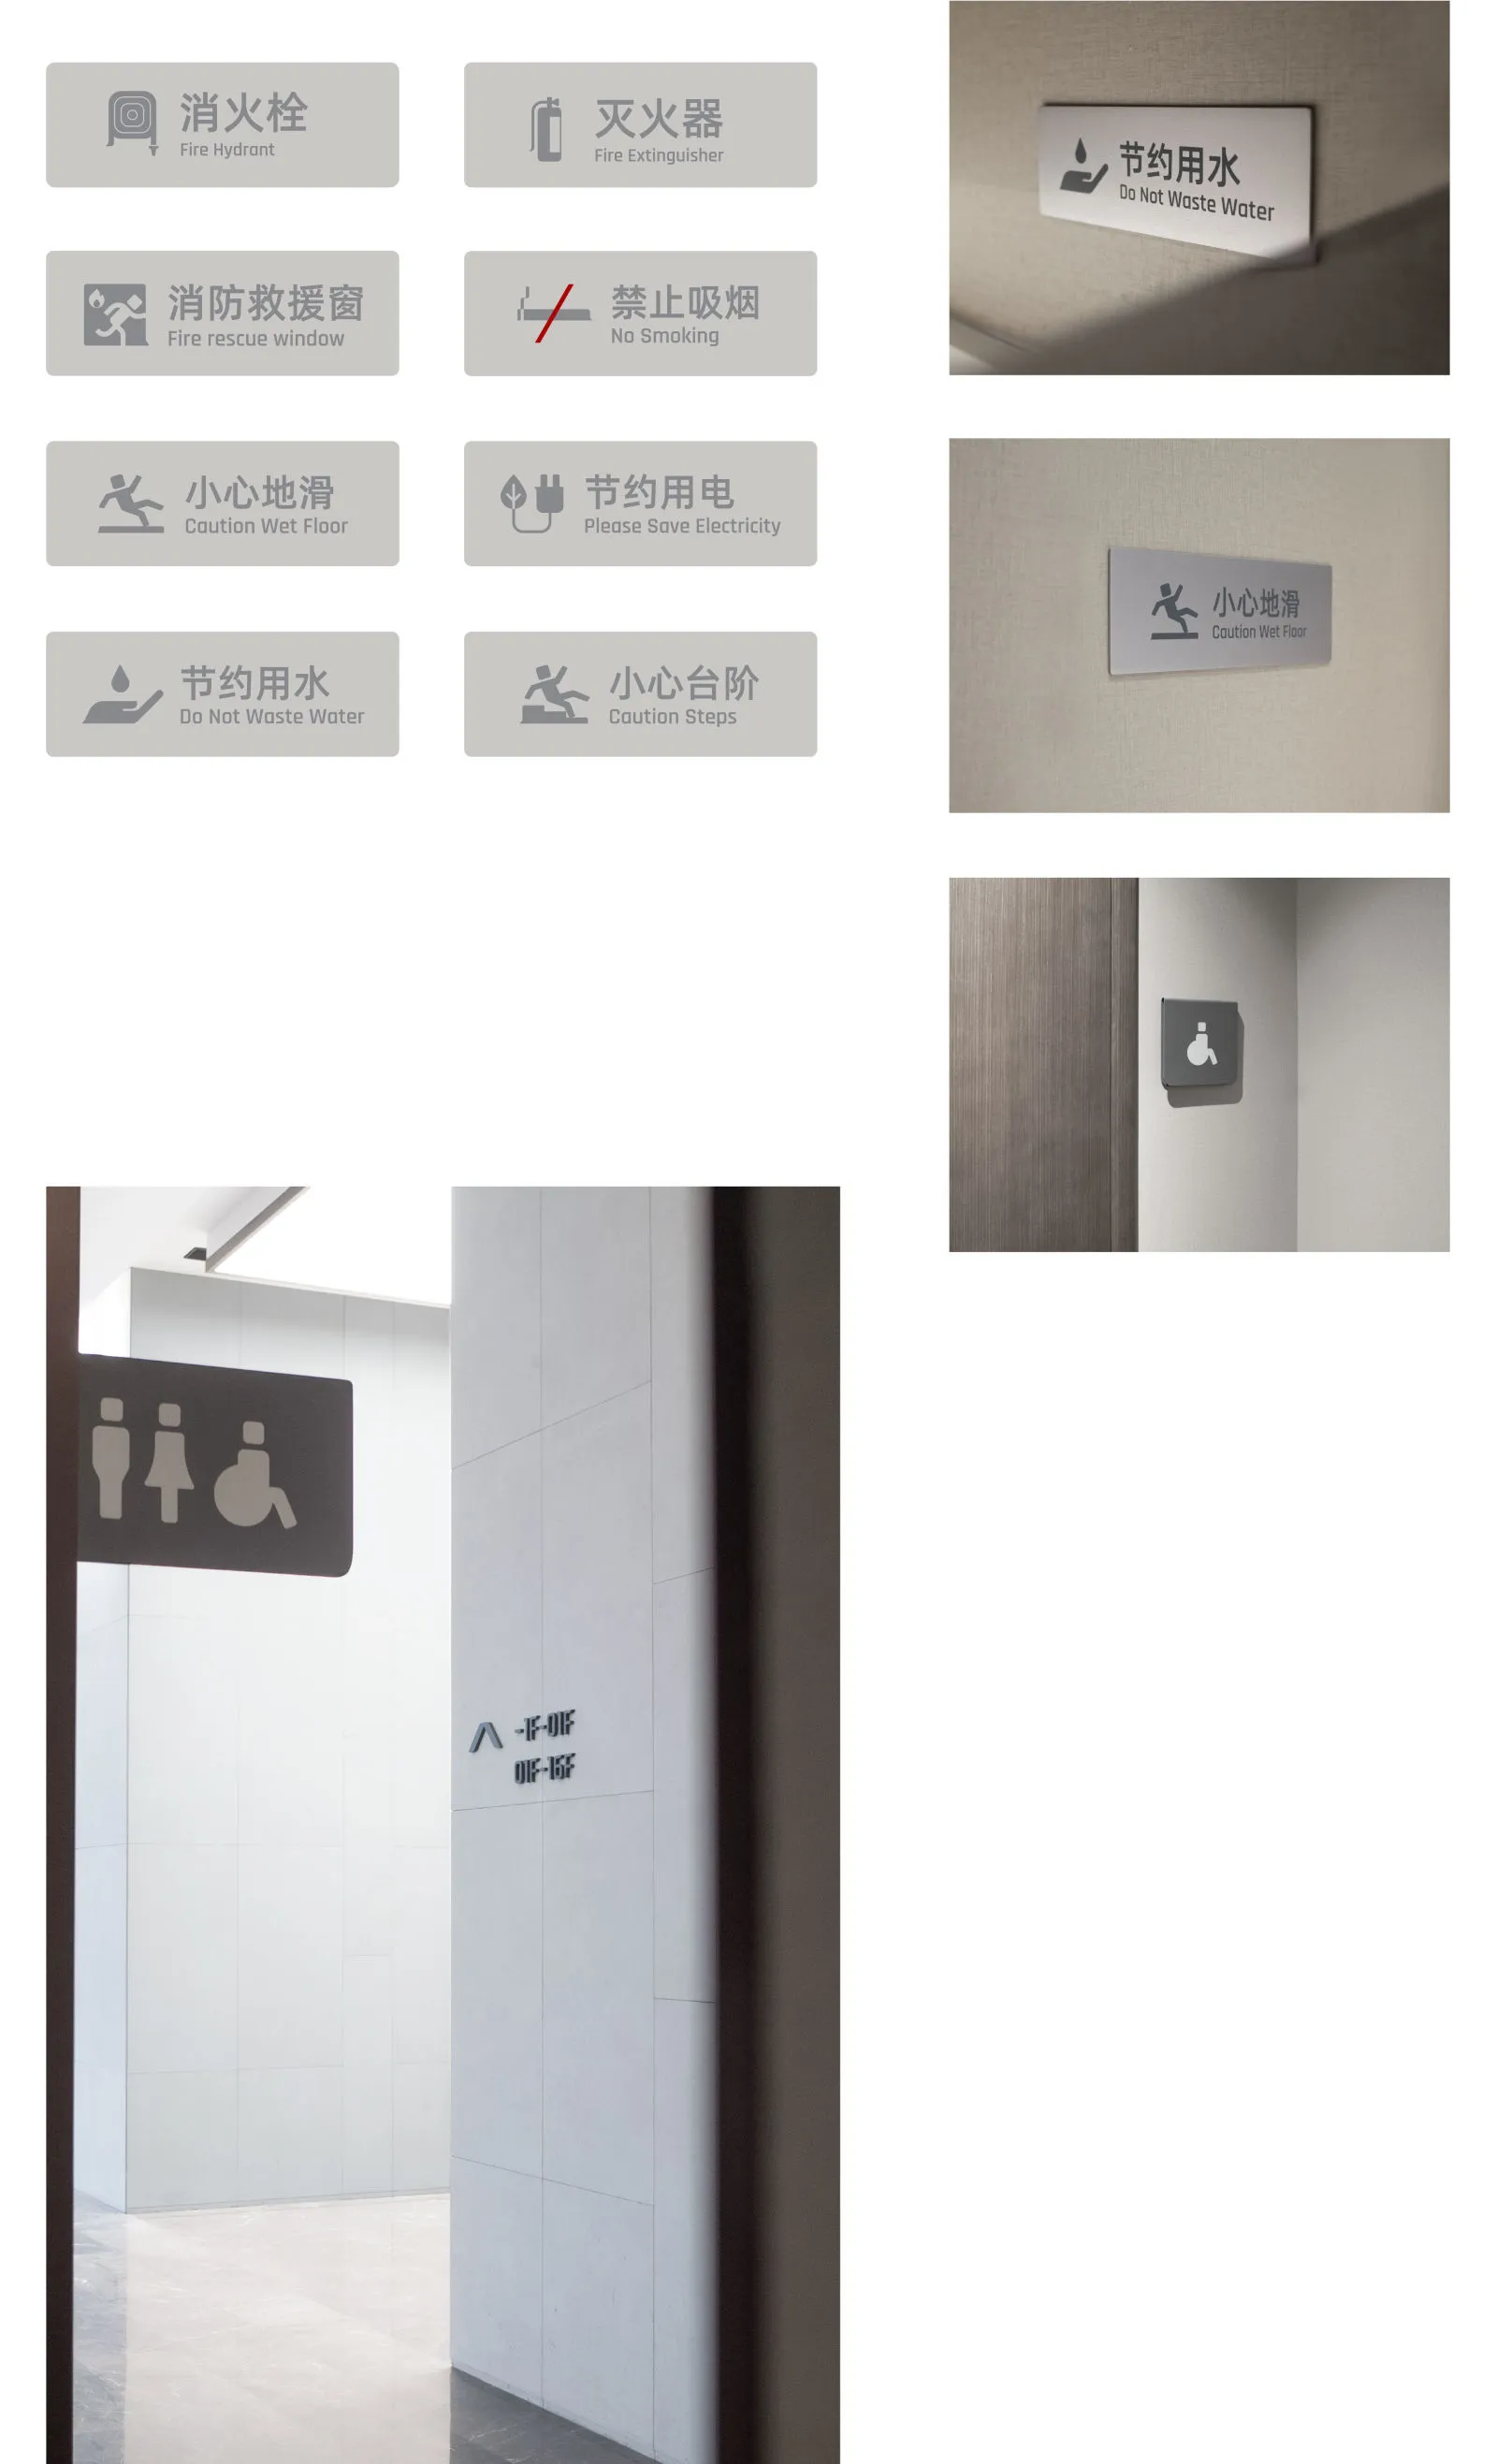 消火栓
Fire Hydrant
灭火器
Fire Extinguisher
消防救援窗
Fire rescue window
禁止吸烟
No Smoking
小心地滑
Caution Wet Floor
节约用电
Please Save Electricity
节约用水
Do Not Waste Water
小心台阶
Caution Steps
节约用水
Do Not Waste Water
小心地滑
Caution Wet Floor
-1F-01F
01F-16F